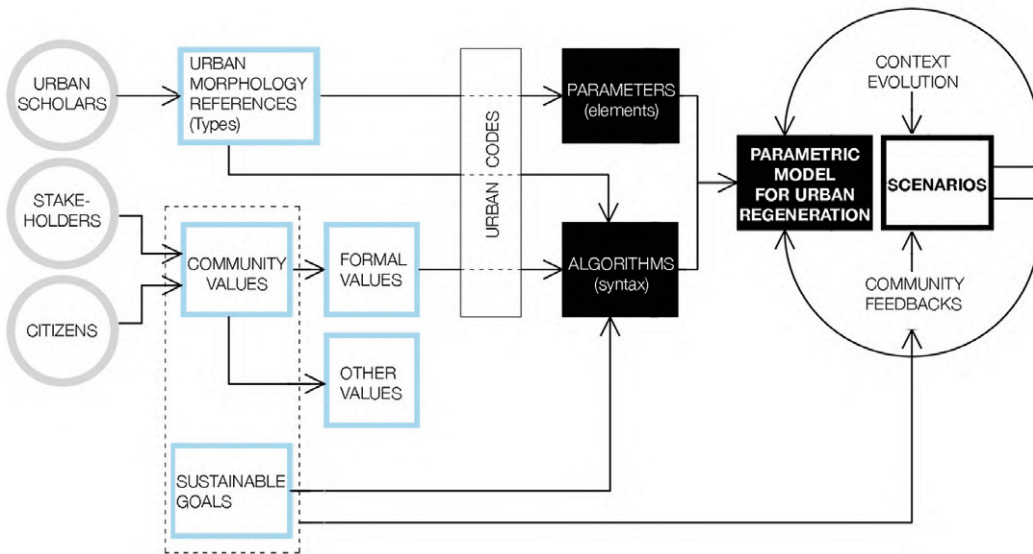 URBAN
SCHOLARS
STAKE-
HOLDERS
CITIZENS
URBAN
MORPHOLOGY
REFERENCES
(Types)
COMMUNITY
VALUES
FORMAL
VALUES
OTHER
VALUES
SUSTAINABLE
GOALS
URBAN CODES
PARAMETERS
(elements)
ALGORITHMS
(syntax)
PARAMETRIC
MODEL
FOR URBAN
REGENERATION
CONTEXT
EVOLUTION
SCENARIOS
COMMUNITY
FEEDBACKS